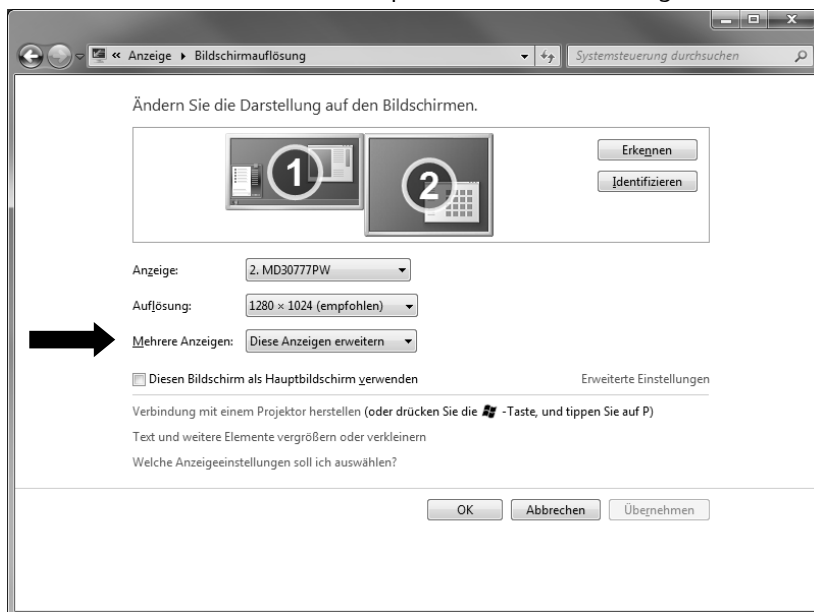 « Anzeige ▸ Bildschirmauflösung Systemsteuerung durchsuchen
Ändern Sie die Darstellung auf den Bildschirmen.
1 2
Erkennen
Identifizieren
Anzeige: 2. MD30777PW
Auflösung: 1280 × 1024 (empfohlen)
Mehrere Anzeigen: Diese Anzeigen erweitern
Diesen Bildschirm als Hauptbildschirm verwenden Erweiterte Einstellungen
Verbindung mit einem Projektor herstellen (oder drücken Sie die -Taste, und tippen Sie auf P)
Text und weitere Elemente vergrößern oder verkleinern
Welche Anzeigeeinstellungen soll ich auswählen?
OK Abbrechen Übernehmen